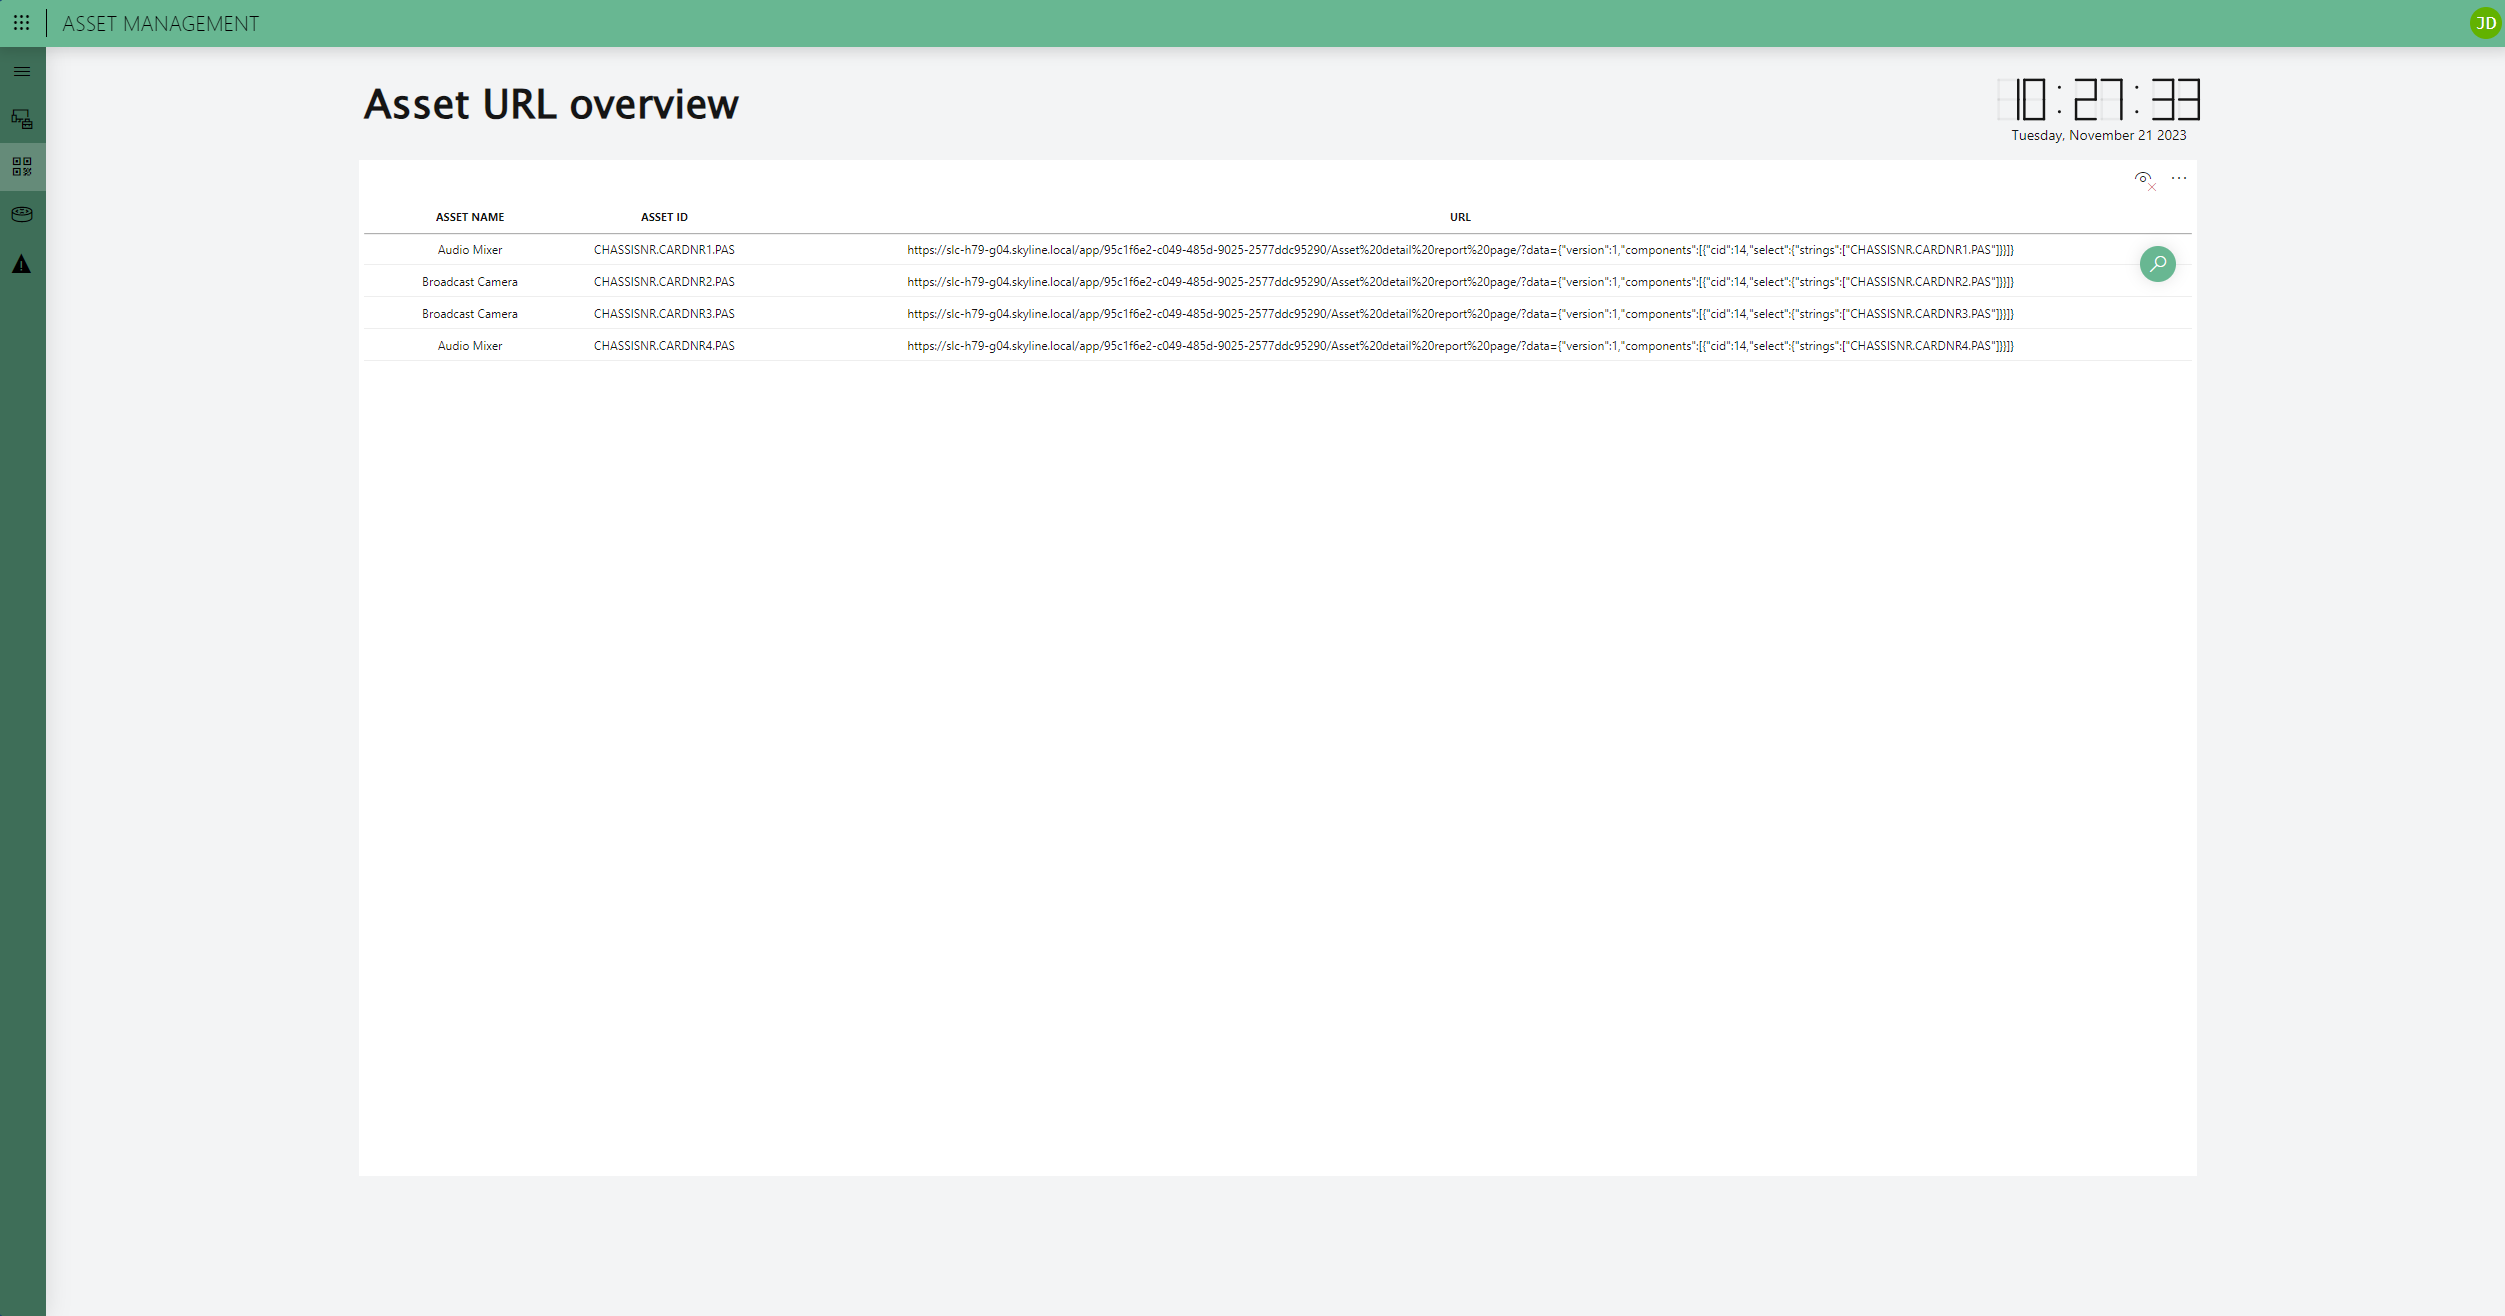 ASSET MANAGEMENT
JD
Asset URL overview
10:27:33
Tuesday, November 21 2023
ASSET NAME ASSET ID URL
Audio Mixer CHASSISNR.CARDNR1.PAS https://slc-h79-g04.skyline.local/app/95c1f6e2-c049-485d-9025-2577ddc95290/Asset%20detail%20report%20page/?data={"version":1,"components":[{"cid":14,"select":{"strings":["CHASSISNR.CARDNR1.PAS"]}}]}
Broadcast Camera CHASSISNR.CARDNR2.PAS https://slc-h79-g04.skyline.local/app/95c1f6e2-c049-485d-9025-2577ddc95290/Asset%20detail%20report%20page/?data={"version":1,"components":[{"cid":14,"select":{"strings":["CHASSISNR.CARDNR2.PAS"]}}]}
Broadcast Camera CHASSISNR.CARDNR3.PAS https://slc-h79-g04.skyline.local/app/95c1f6e2-c049-485d-9025-2577ddc95290/Asset%20detail%20report%20page/?data={"version":1,"components":[{"cid":14,"select":{"strings":["CHASSISNR.CARDNR3.PAS"]}}]}
Audio Mixer CHASSISNR.CARDNR4.PAS https://slc-h79-g04.skyline.local/app/95c1f6e2-c049-485d-9025-2577ddc95290/Asset%20detail%20report%20page/?data={"version":1,"components":[{"cid":14,"select":{"strings":["CHASSISNR.CARDNR4.PAS"]}}]}